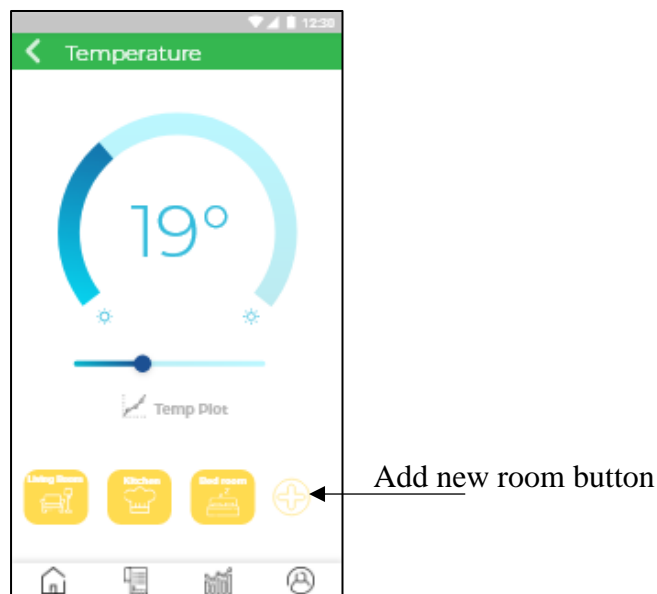 12:30
Temperature
19°
Temp Plot
Living Room Kitchen Bed room
Add new room button